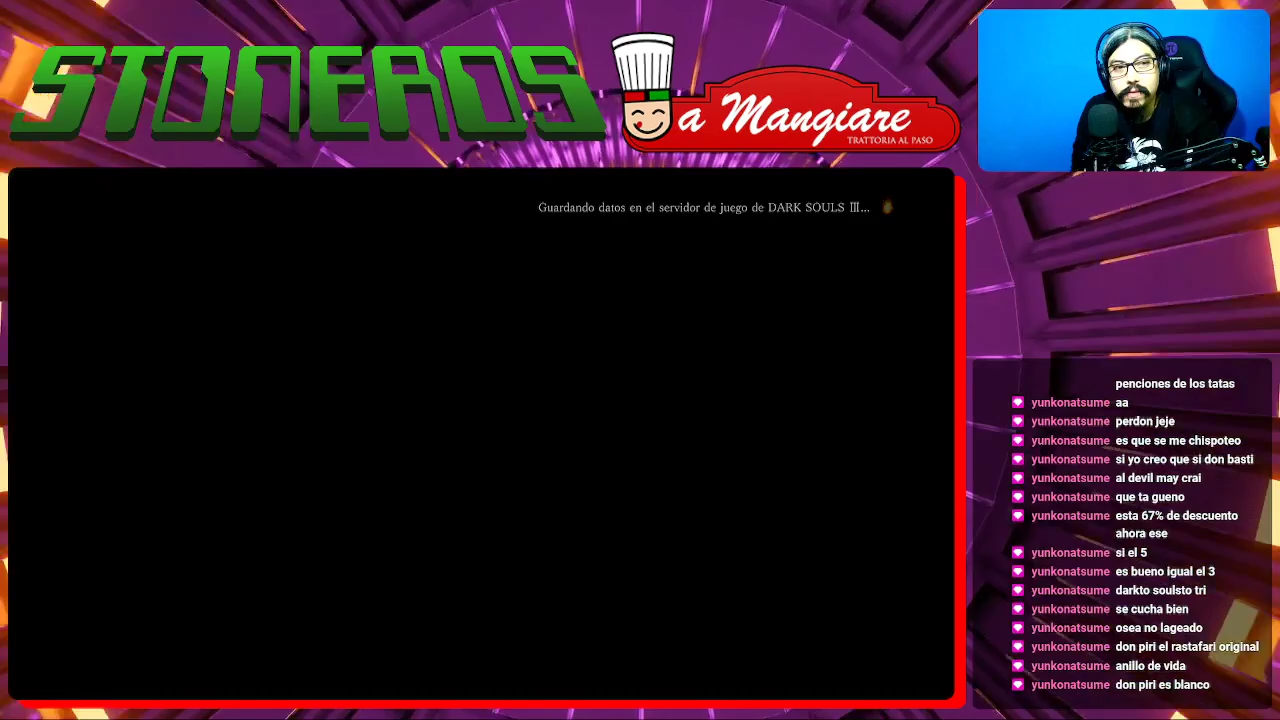 STONEROS
a Mangiare
TRATTORIA AL PASO
Guardando datos en el servidor de juego de DARK SOULS III...
penciones de los tatas
yunkonatsume aa
yunkonatsume perdon jeje
yunkonatsume es que se me chispoteo
yunkonatsume si yo creo que si don basti
yunkonatsume al devil may crai
yunkonatsume que ta gueno
yunkonatsume esta 67% de descuento
ahora ese
yunkonatsume si el 5
yunkonatsume es bueno igual el 3
yunkonatsume darkto soulsto tri
yunkonatsume se cucha bien
yunkonatsume osea no lageado
yunkonatsume don piri el rastafari original
yunkonatsume anillo de vida
yunkonatsume don piri es blanco